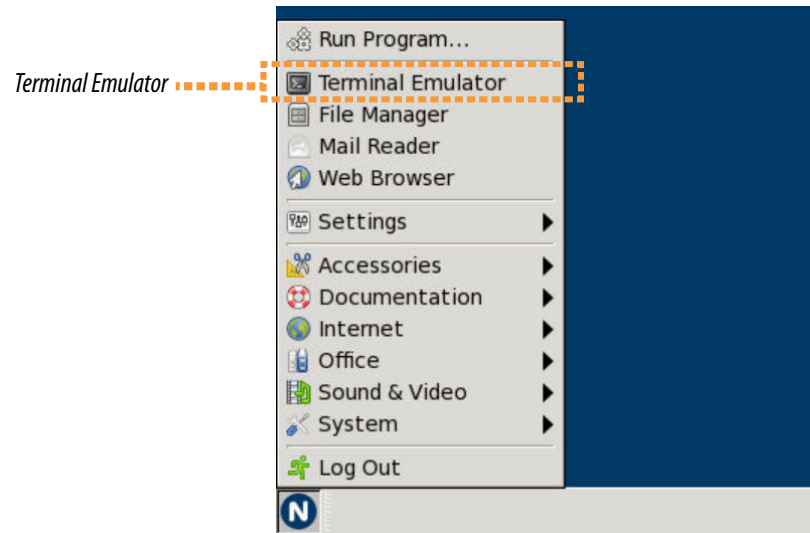 Run Program...
Terminal Emulator
Terminal Emulator
File Manager
Mail Reader
Web Browser
Settings
Accessories
Documentation
Internet
Office
Sound & Video
System
Log Out
N